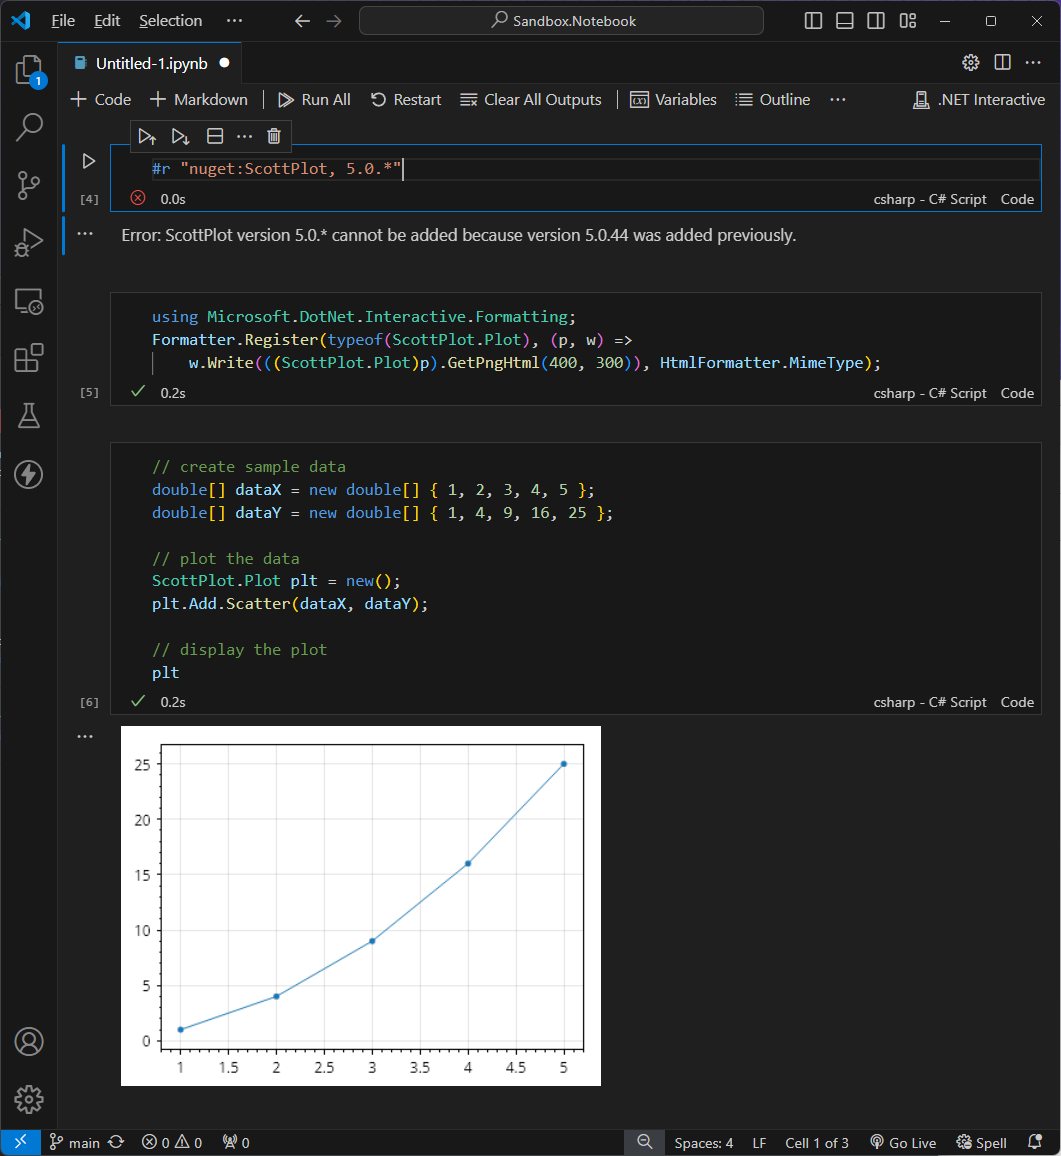 File Edit Selection ··· Sandbox.Notebook
1
Untitled-1.ipynb
Code Markdown Run All Restart Clear All Outputs Variables Outline ··· .NET Interactive
#r "nuget:ScottPlot, 5.0.*"
[4] 0.0s csharp - C# Script Code
Error: ScottPlot version 5.0.* cannot be added because version 5.0.44 was added previously.
using Microsoft.DotNet.Interactive.Formatting;
Formatter.Register(typeof(ScottPlot.Plot), (p, w) =>
w.Write(((ScottPlot.Plot)p).GetPngHtml(400, 300)), HtmlFormatter.MimeType);
[5] 0.2s csharp - C# Script Code
// create sample data
double[] dataX = new double[] { 1, 2, 3, 4, 5 };
double[] dataY = new double[] { 1, 4, 9, 16, 25 };
// plot the data
ScottPlot.Plot plt = new();
plt.Add.Scatter(dataX, dataY);
// display the plot
plt
[6] 0.2s csharp - C# Script Code
25
20
15
10
5
0
1 1.5 2 2.5 3 3.5 4 4.5 5
main 0 0 0 Spaces: 4 LF Cell 1 of 3 Go Live Spell